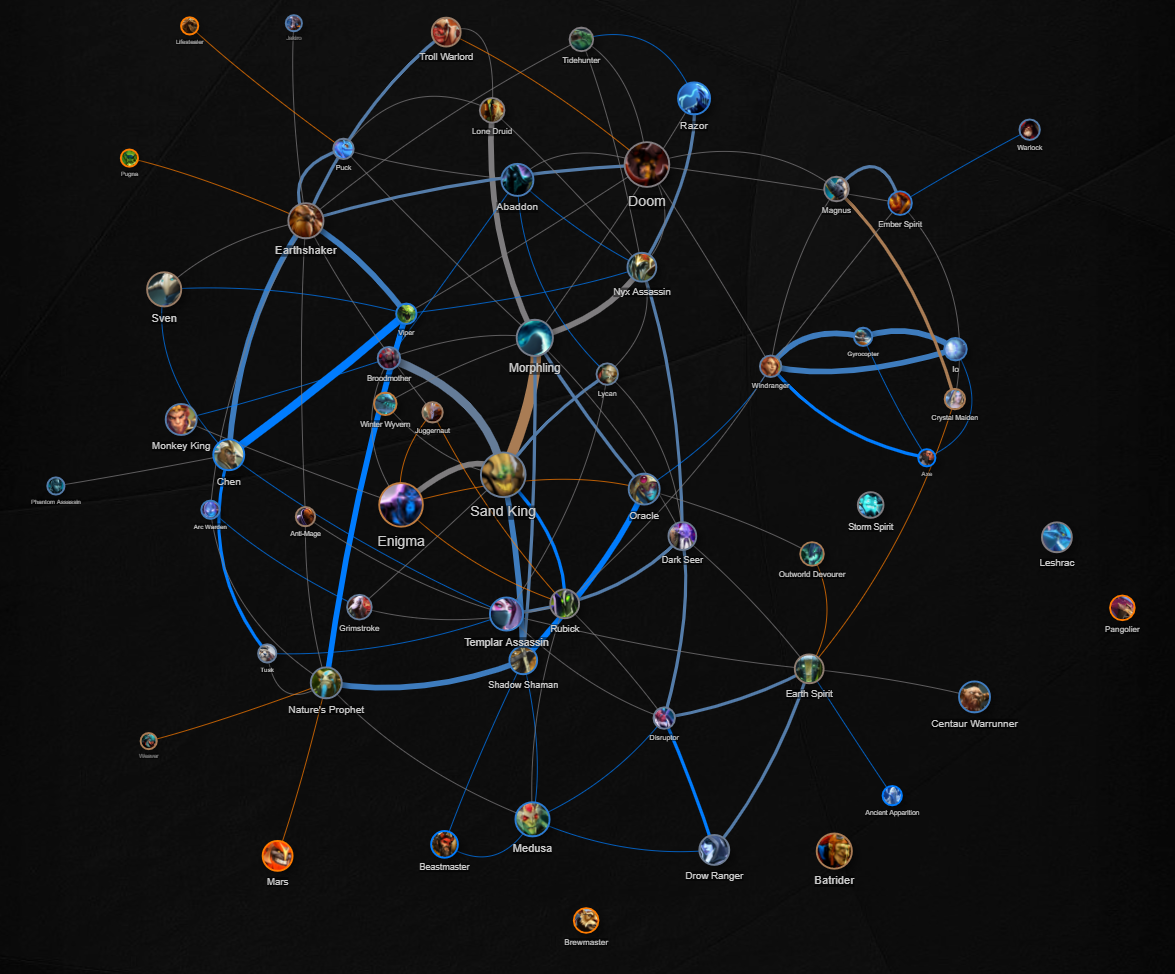 Lifestealer
Jakiro
Troll Warlord
Tidehunter
Lone Druid
Razor
Warlock
Puck
Pugna
Abaddon
Doom
Magnus
Ember Spirit
Earthshaker
Nyx Assassin
Sven
Viper
Gyrocopter
Morphling
Io
Broodmother
Windranger
Lycan
Crystal Maiden
Winter Wyvern
Juggernaut
Monkey King
Axe
Chen
Phantom Assassin
Sand King
Oracle
Arc Warden
Storm Spirit
Anti-Mage
Enigma
Dark Seer
Leshrac
Outworld Devourer
Grimstroke
Rubick
Pangolier
Templar Assassin
Tusk
Shadow Shaman
Earth Spirit
Nature's Prophet
Centaur Warrunner
Disruptor
Weaver
Ancient Apparition
Medusa
Beastmaster
Drow Ranger
Batrider
Mars
Brewmaster